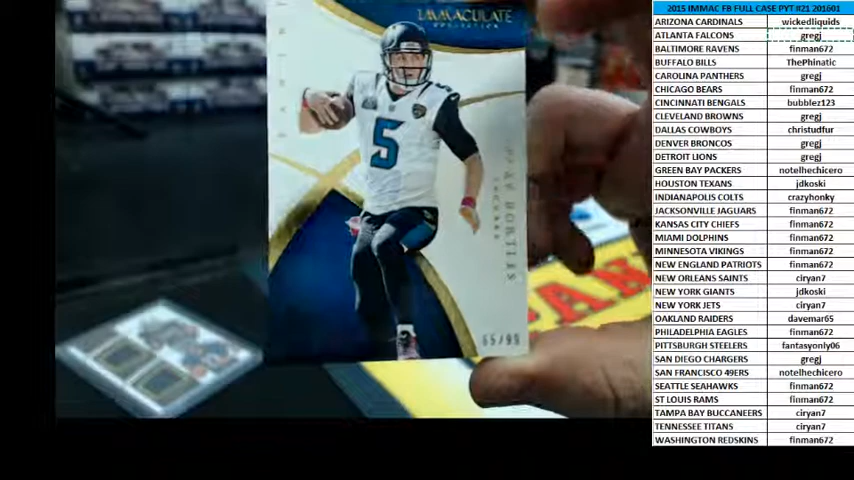 IMMACULATE
COLLECTION
5
BLAKE BORTLES
JAGUARS
65/99
PANINI
2015 IMMAC FB FULL CASE PYT #21 201601
ARIZONA CARDINALS wickedliquids
ATLANTA FALCONS gregj
BALTIMORE RAVENS finman672
BUFFALO BILLS ThePhinatic
CAROLINA PANTHERS gregj
CHICAGO BEARS finman672
CINCINNATI BENGALS bubblez123
CLEVELAND BROWNS gregj
DALLAS COWBOYS christudfur
DENVER BRONCOS gregj
DETROIT LIONS gregj
GREEN BAY PACKERS notelhechicero
HOUSTON TEXANS jdkoski
INDIANAPOLIS COLTS crazyhonky
JACKSONVILLE JAGUARS finman672
KANSAS CITY CHIEFS finman672
MIAMI DOLPHINS finman672
MINNESOTA VIKINGS finman672
NEW ENGLAND PATRIOTS finman672
NEW ORLEANS SAINTS ciryan7
NEW YORK GIANTS jdkoski
NEW YORK JETS ciryan7
OAKLAND RAIDERS davemar65
PHILADELPHIA EAGLES finman672
PITTSBURGH STEELERS fantasyonly06
SAN DIEGO CHARGERS gregj
SAN FRANCISCO 49ERS notelhechicero
SEATTLE SEAHAWKS finman672
ST LOUIS RAMS finman672
TAMPA BAY BUCCANEERS ciryan7
TENNESSEE TITANS ciryan7
WASHINGTON REDSKINS finman672